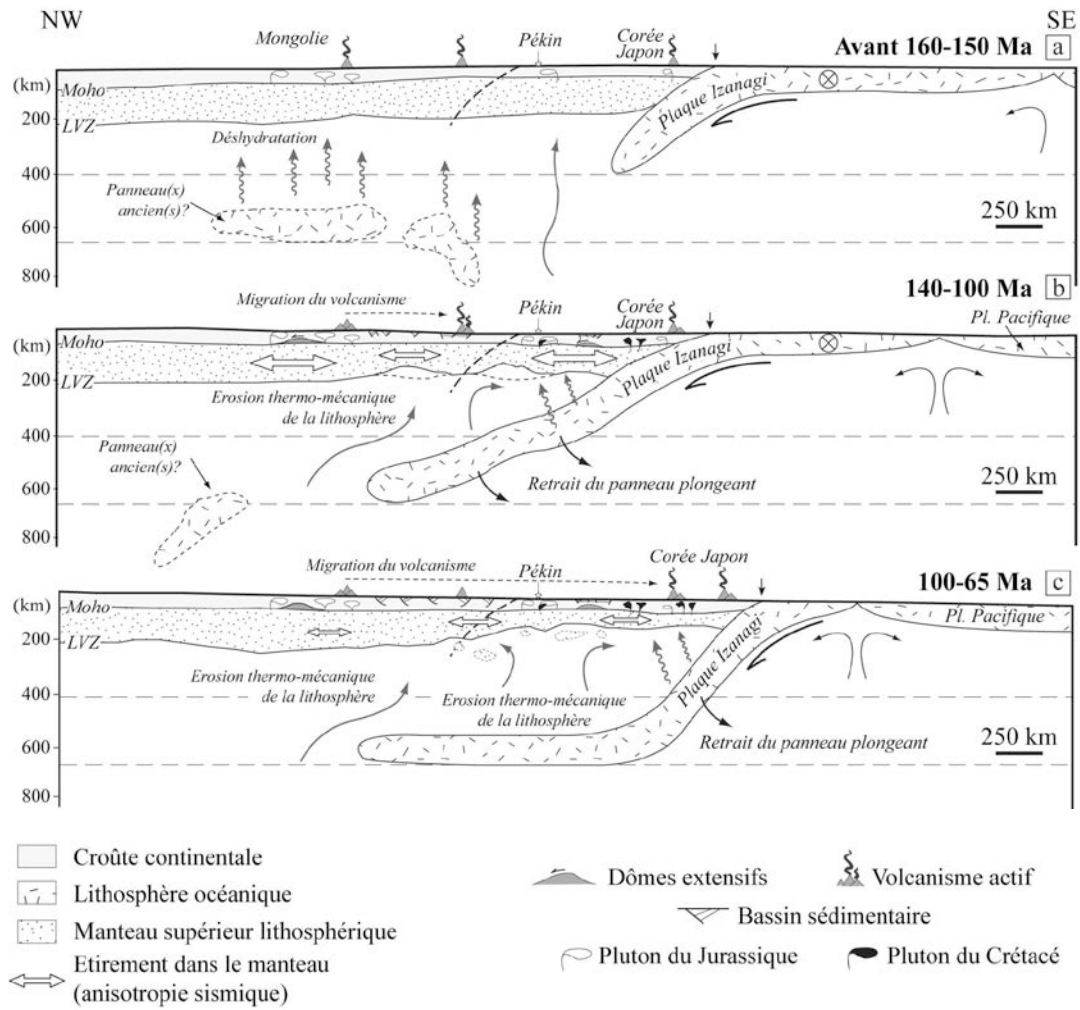 NW
SE
Mongolie
Pékin
Corée
Japon
Avant 160-150 Ma
a
(km)
Moho
200
LVZ
400
600
800
Déshydratation
Panneau(x)
ancien(s)?
Plaque Izanagi
250 km
140-100 Ma
b
Migration du volcanisme
Pékin
Corée
Japon
Pl. Pacifique
(km)
Moho
200
LVZ
400
600
800
Erosion thermo-mécanique
de la lithosphère
Panneau(x)
ancien(s)?
Plaque Izanagi
Retrait du panneau plongeant
250 km
Corée Japon
100-65 Ma
c
Migration du volcanisme
Pékin
(km)
Moho
200
LVZ
400
600
800
Pl. Pacifique
Plaque Izanagi
Erosion thermo-mécanique
de la lithosphère
Erosion thermo-mécanique
de la lithosphère
Retrait du panneau plongeant
250 km
Croûte continentale
Lithosphère océanique
Manteau supérieur lithosphérique
Etirement dans le manteau
(anisotropie sismique)
Dômes extensifs
Volcanisme actif
Bassin sédimentaire
Pluton du Jurassique
Pluton du Crétacé